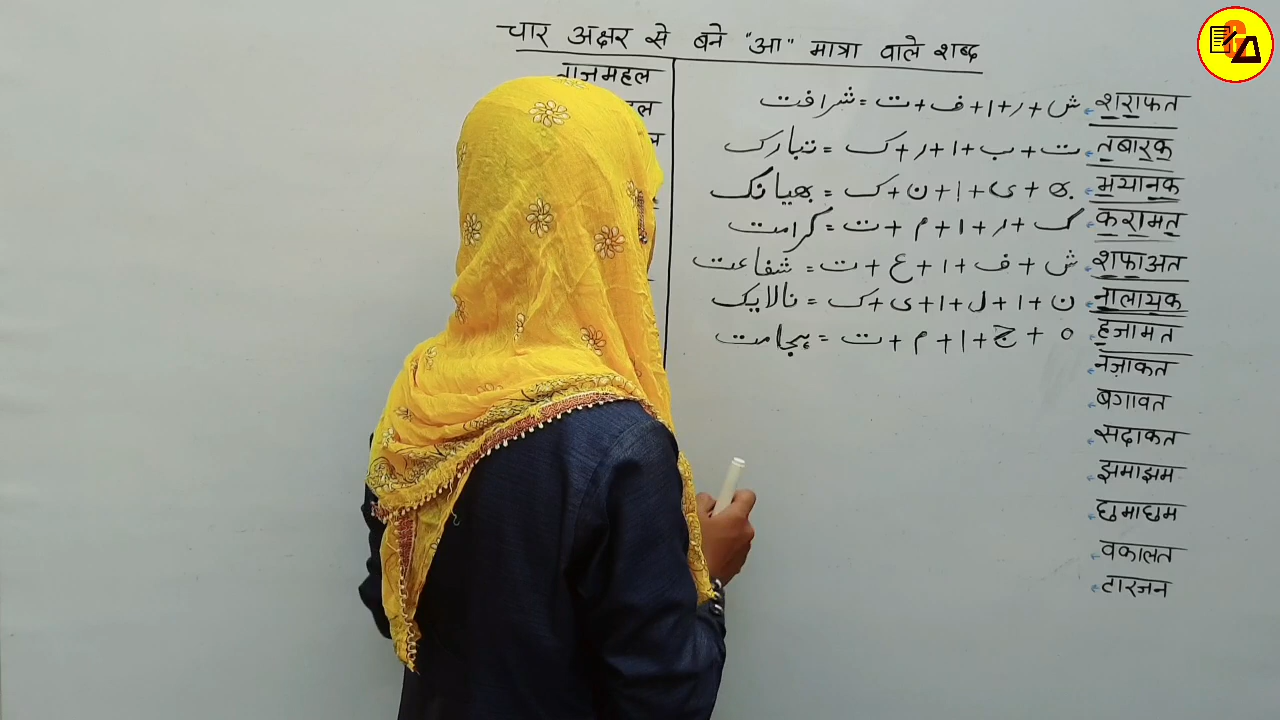 चार अक्षर से बने "आ" मात्रा वाले शब्द
ताजमहल
शराफत ش+ر+ا+ف+ت=شرافت
तबारक ت+ب+ا+ر+ک=تبارک
भयानक بھ+ی+ا+ن+ک=بھیانک
करामत ک+ر+ا+م+ت=کرامت
शफाअत ش+ف+ا+ع+ت=شفاعت
नालायक ن+ا+ل+ا+ی+ک=نالایک
हजामत ہ+ج+ا+م+ت=ہجامت
नज़ाकत
बगावत
सदाकत
झमाझम
घुमाघुम
वकालत
टारजन